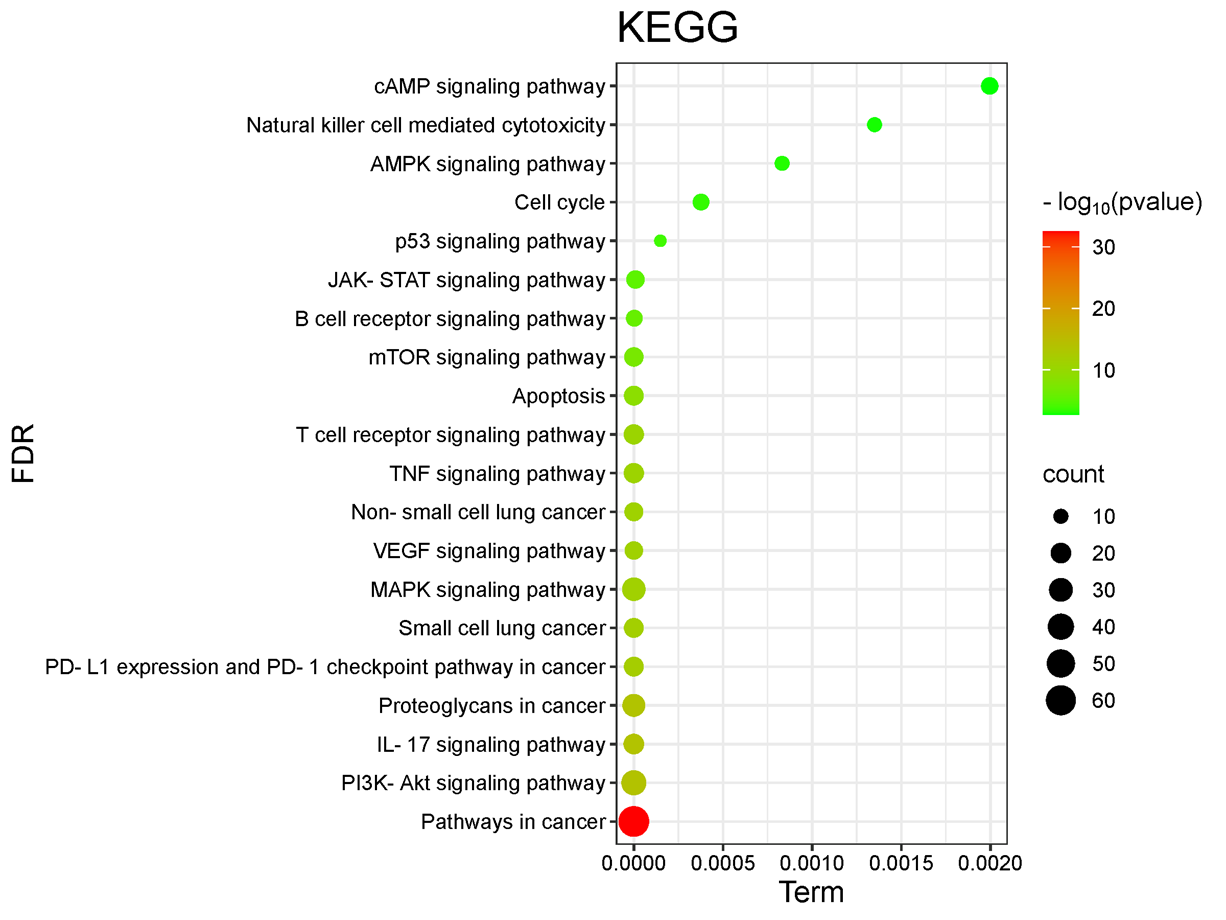 KEGG
cAMP signaling pathway
Natural killer cell mediated cytotoxicity
AMPK signaling pathway
Cell cycle
p53 signaling pathway
JAK- STAT signaling pathway
B cell receptor signaling pathway
mTOR signaling pathway
Apoptosis
T cell receptor signaling pathway
TNF signaling pathway
Non- small cell lung cancer
VEGF signaling pathway
MAPK signaling pathway
Small cell lung cancer
PD- L1 expression and PD- 1 checkpoint pathway in cancer
Proteoglycans in cancer
IL- 17 signaling pathway
PI3K- Akt signaling pathway
Pathways in cancer
FDR
0.0000 0.0005 0.0010 0.0015 0.0020
Term
- log₁₀(pvalue)
30
20
10
count
10
20
30
40
50
60